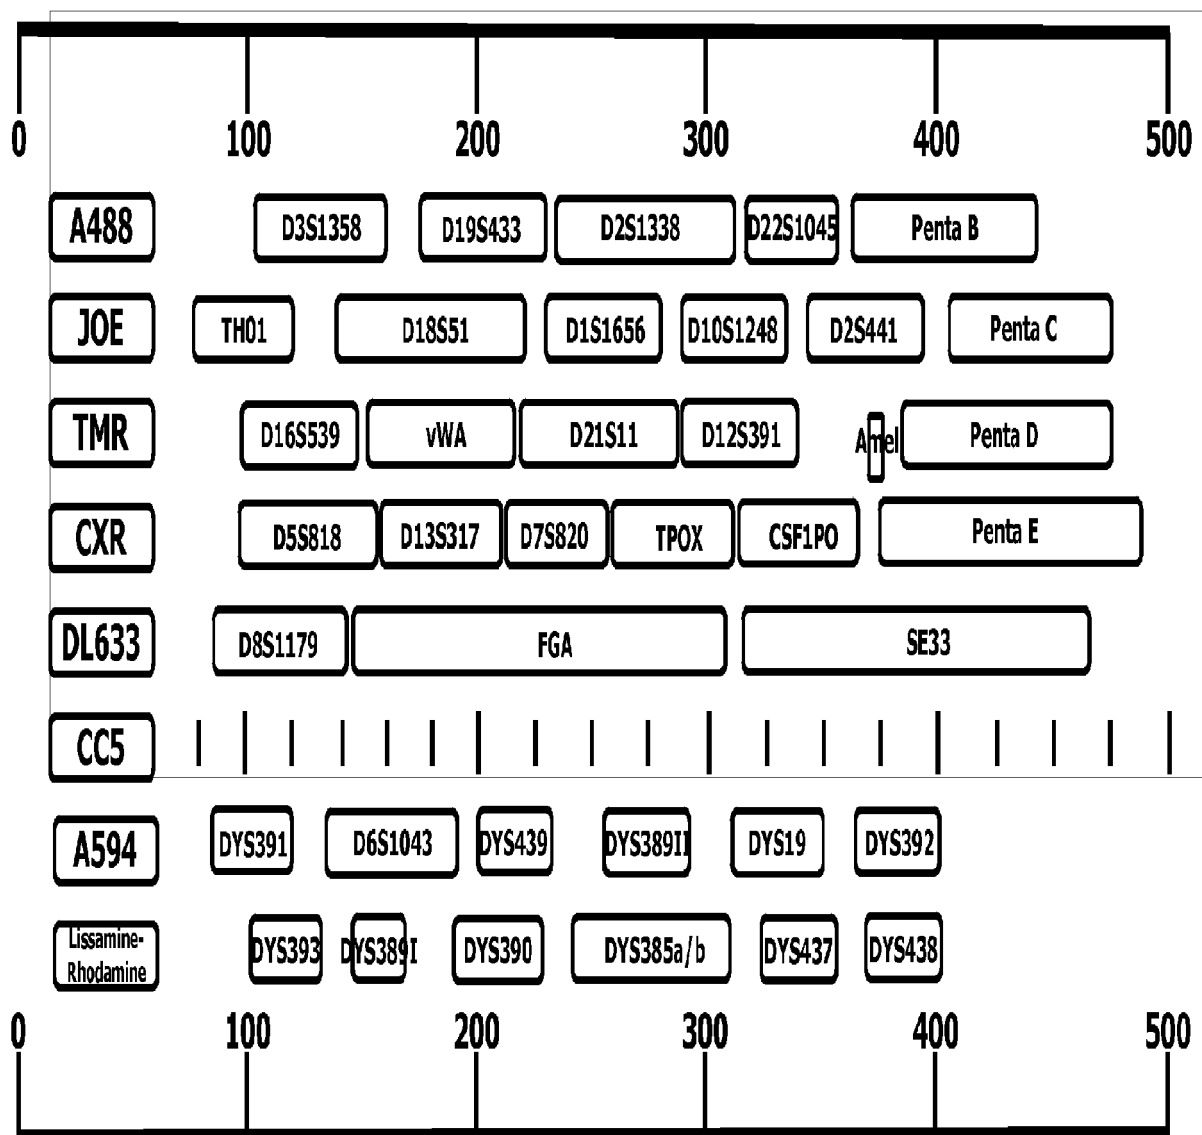 0 100 200 300 400 500
A488 D3S1358 D19S433 D2S1338 D22S1045 Penta B
JOE TH01 D18S51 D1S1656 D10S1248 D2S441 Penta C
TMR D16S539 vWA D21S11 D12S391 Amel Penta D
CXR D5S818 D13S317 D7S820 TPOX CSF1PO Penta E
DL633 D8S1179 FGA SE33
CC5
A594 DYS391 D6S1043 DYS439 DYS389II DYS19 DYS392
Lissamine-
Rhodamine DYS393 DYS389I DYS390 DYS385a/b DYS437 DYS438
0 100 200 300 400 500